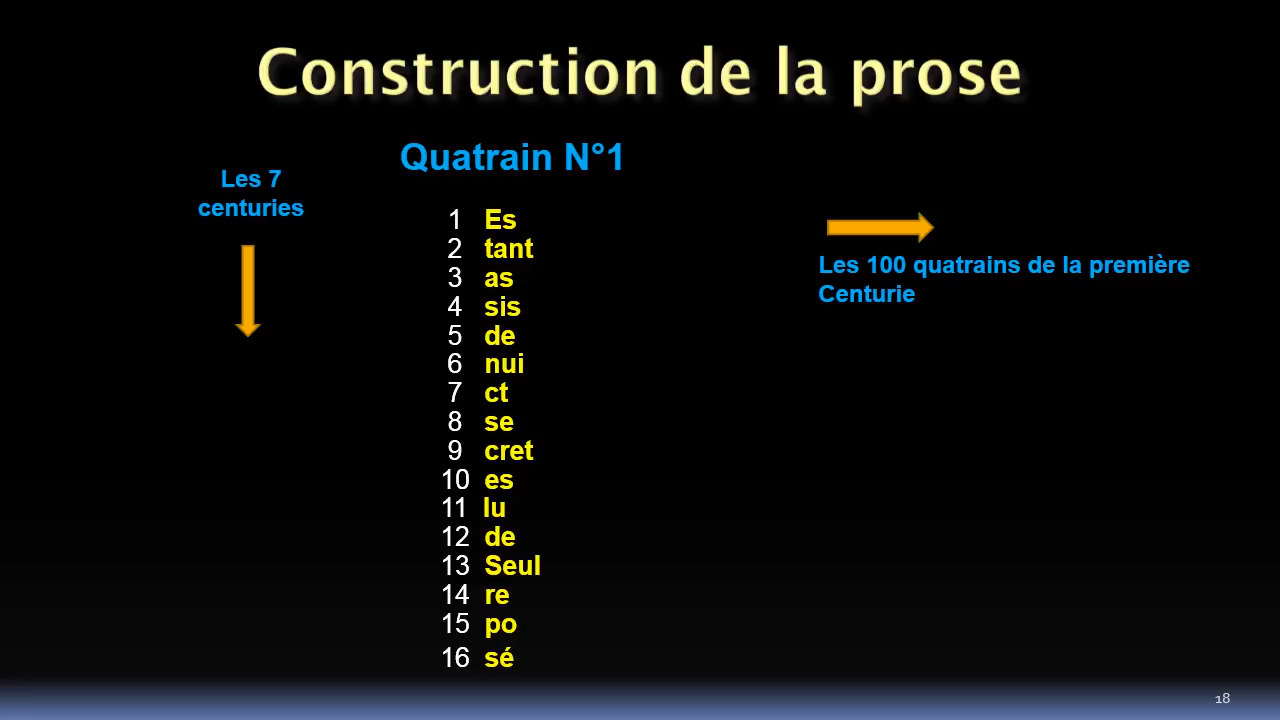 Construction de la prose
Quatrain N°1
Les 7
centuries
1 Es
2 tant
3 as
4 sis
5 de
6 nui
7 ct
8 se
9 cret
10 es
11 lu
12 de
13 Seul
14 re
15 po
16 sé
Les 100 quatrains de la première
Centurie
18